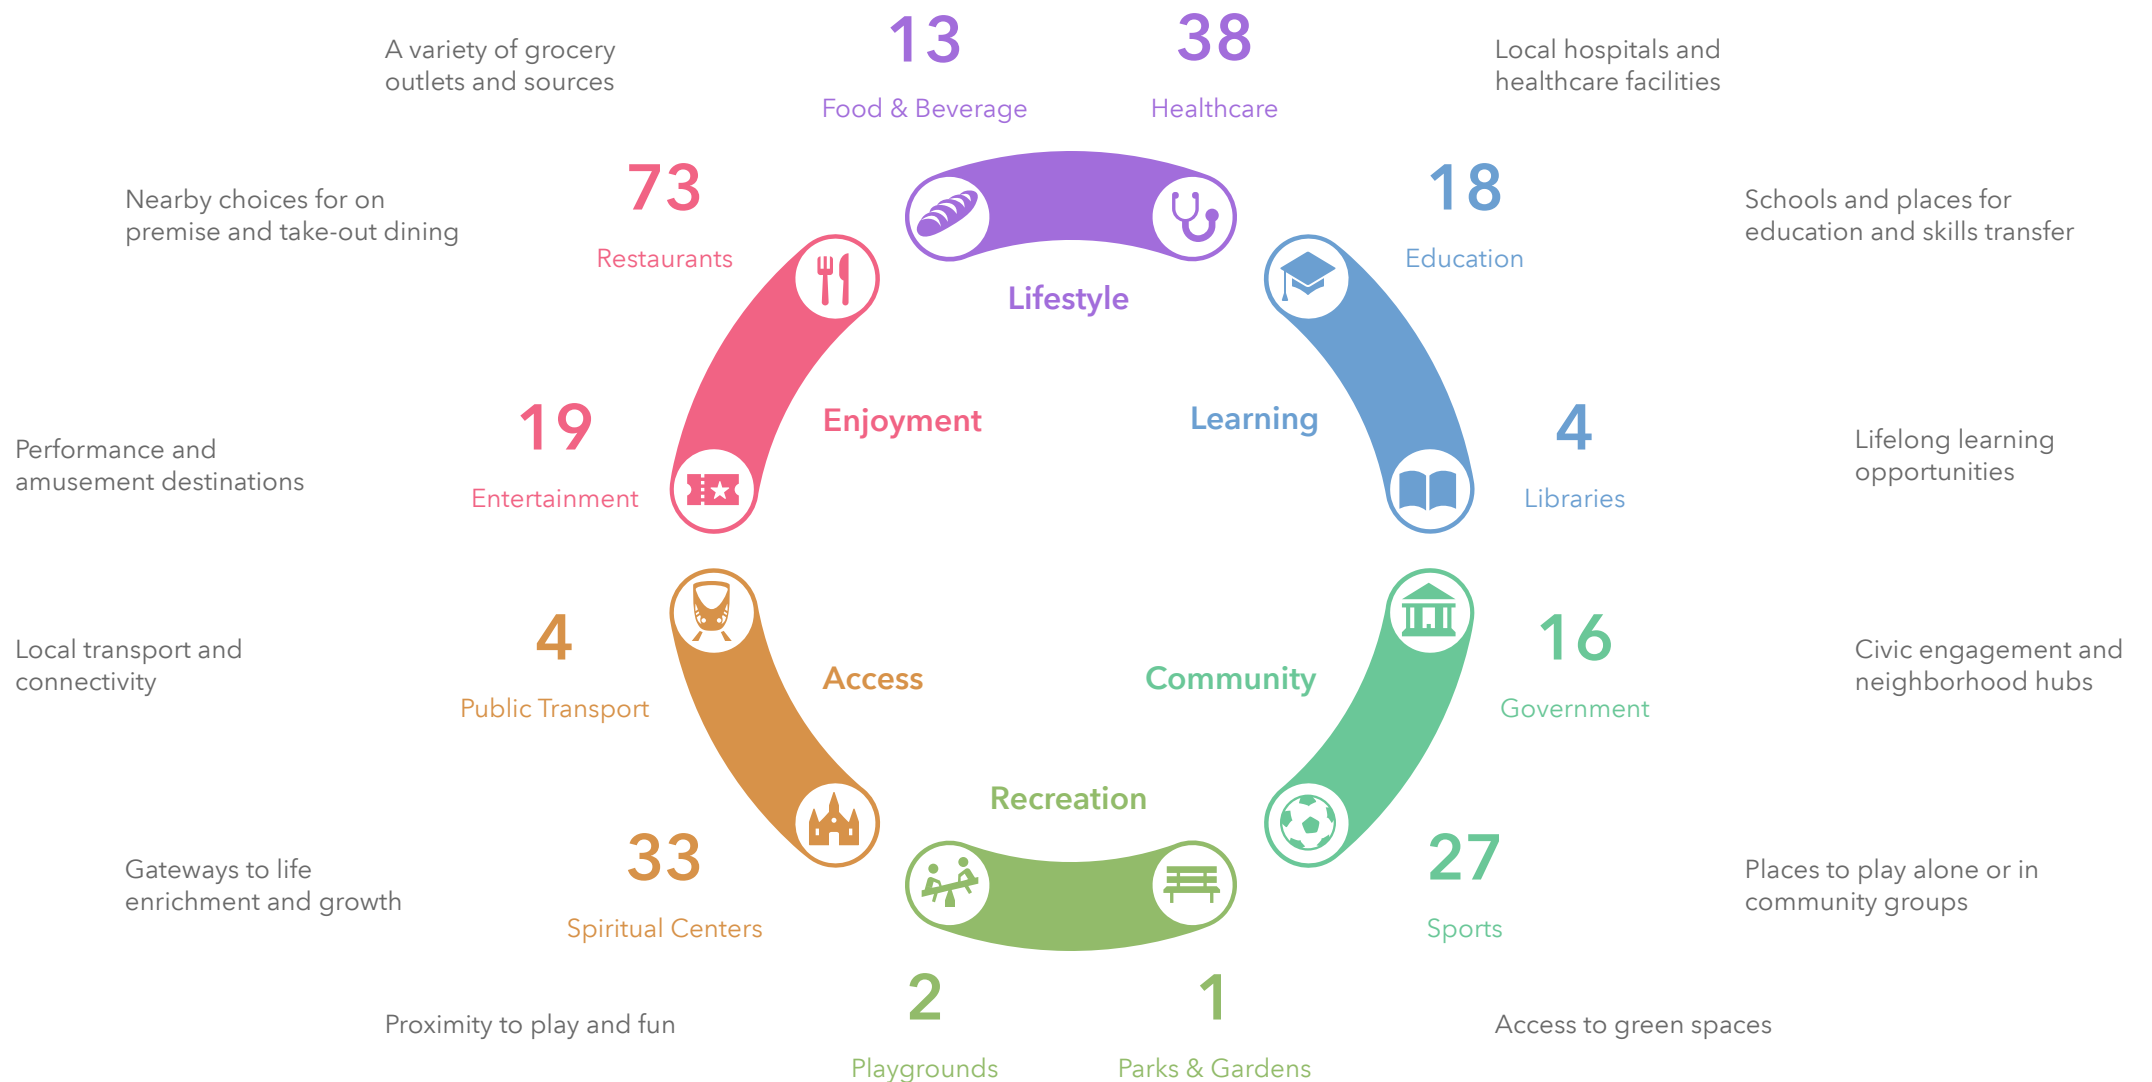 A variety of grocery
outlets and sources
13
Food & Beverage
38
Healthcare
Local hospitals and
healthcare facilities
Nearby choices for on
premise and take-out dining
73
Restaurants
18
Education
Schools and places for
education and skills transfer
Lifestyle
Performance and
amusement destinations
19
Entertainment
Enjoyment
Learning
4
Libraries
Lifelong learning
opportunities
Local transport and
connectivity
4
Public Transport
Access
Community
16
Government
Civic engagement and
neighborhood hubs
Recreation
Gateways to life
enrichment and growth
33
Spiritual Centers
27
Sports
Places to play alone or in
community groups
Proximity to play and fun
2
Playgrounds
1
Parks & Gardens
Access to green spaces